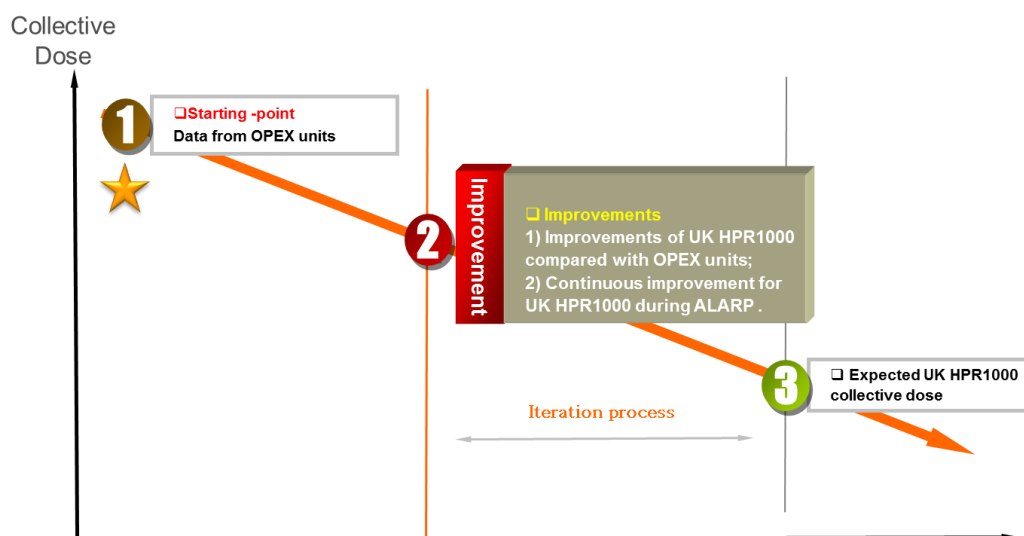 Collective
Dose
1
❑Starting -point
Data from OPEX units
2
Improvement
❑ Improvements
1) Improvements of UK HPR1000
compared with OPEX units;
2) Continuous improvement for
UK HPR1000 during ALARP .
3
❑ Expected UK HPR1000
collective dose
Iteration process